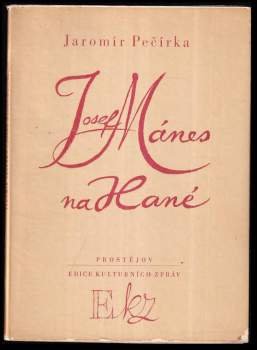 Jaromír Pečírka
Josef Mánes
na Hané
PROSTĚJOV
EDICE KULTURNÍCH ZPRÁV
Ekz